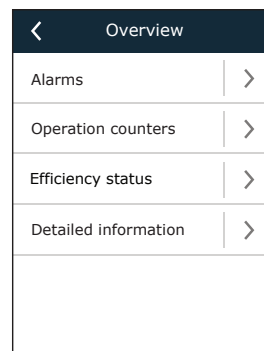 Overview
Alarms
Operation counters
Efficiency status
Detailed information